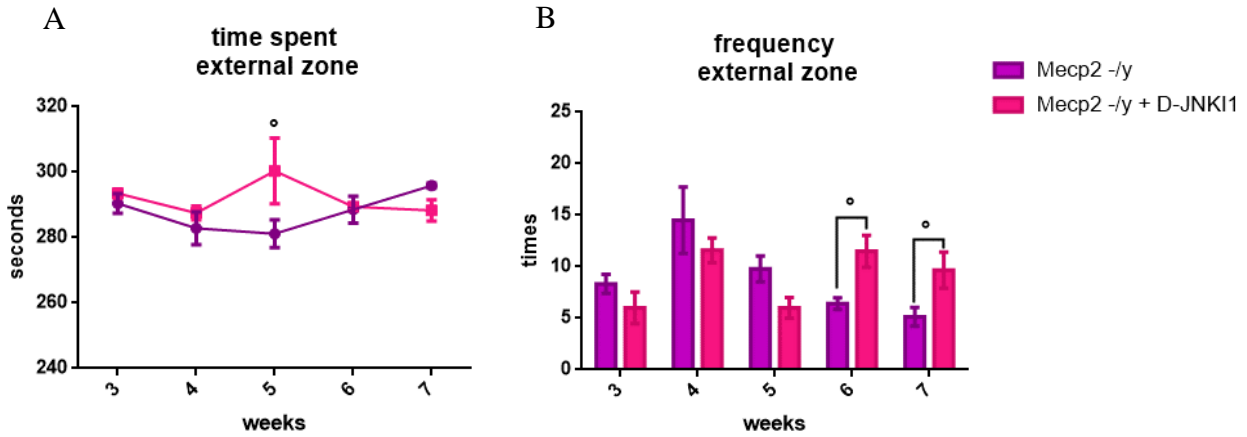 A
time spent
external zone
seconds
320
300
280
260
240
3
4
5
6
7
weeks
B
frequency
external zone
times
25
20
15
10
5
0
3
4
5
6
7
weeks
Mecp2 -/y
Mecp2 -/y + D-JNKI1